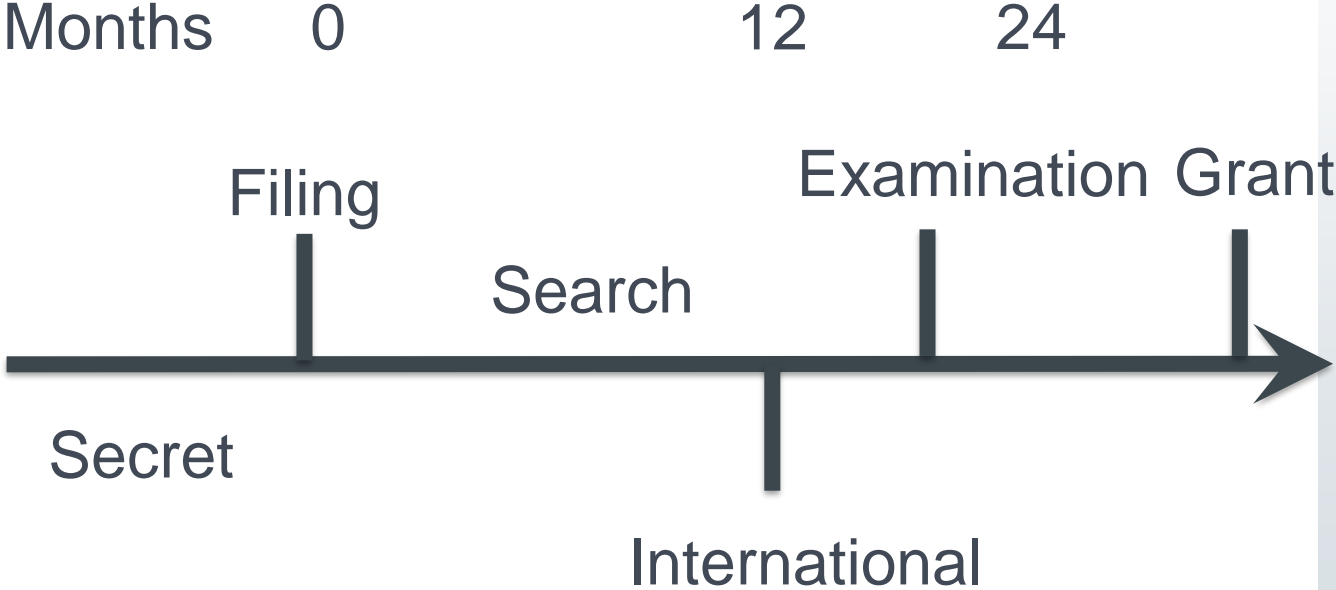 Months 0 12 24
Examination Grant
Filing
Search
Secret
International